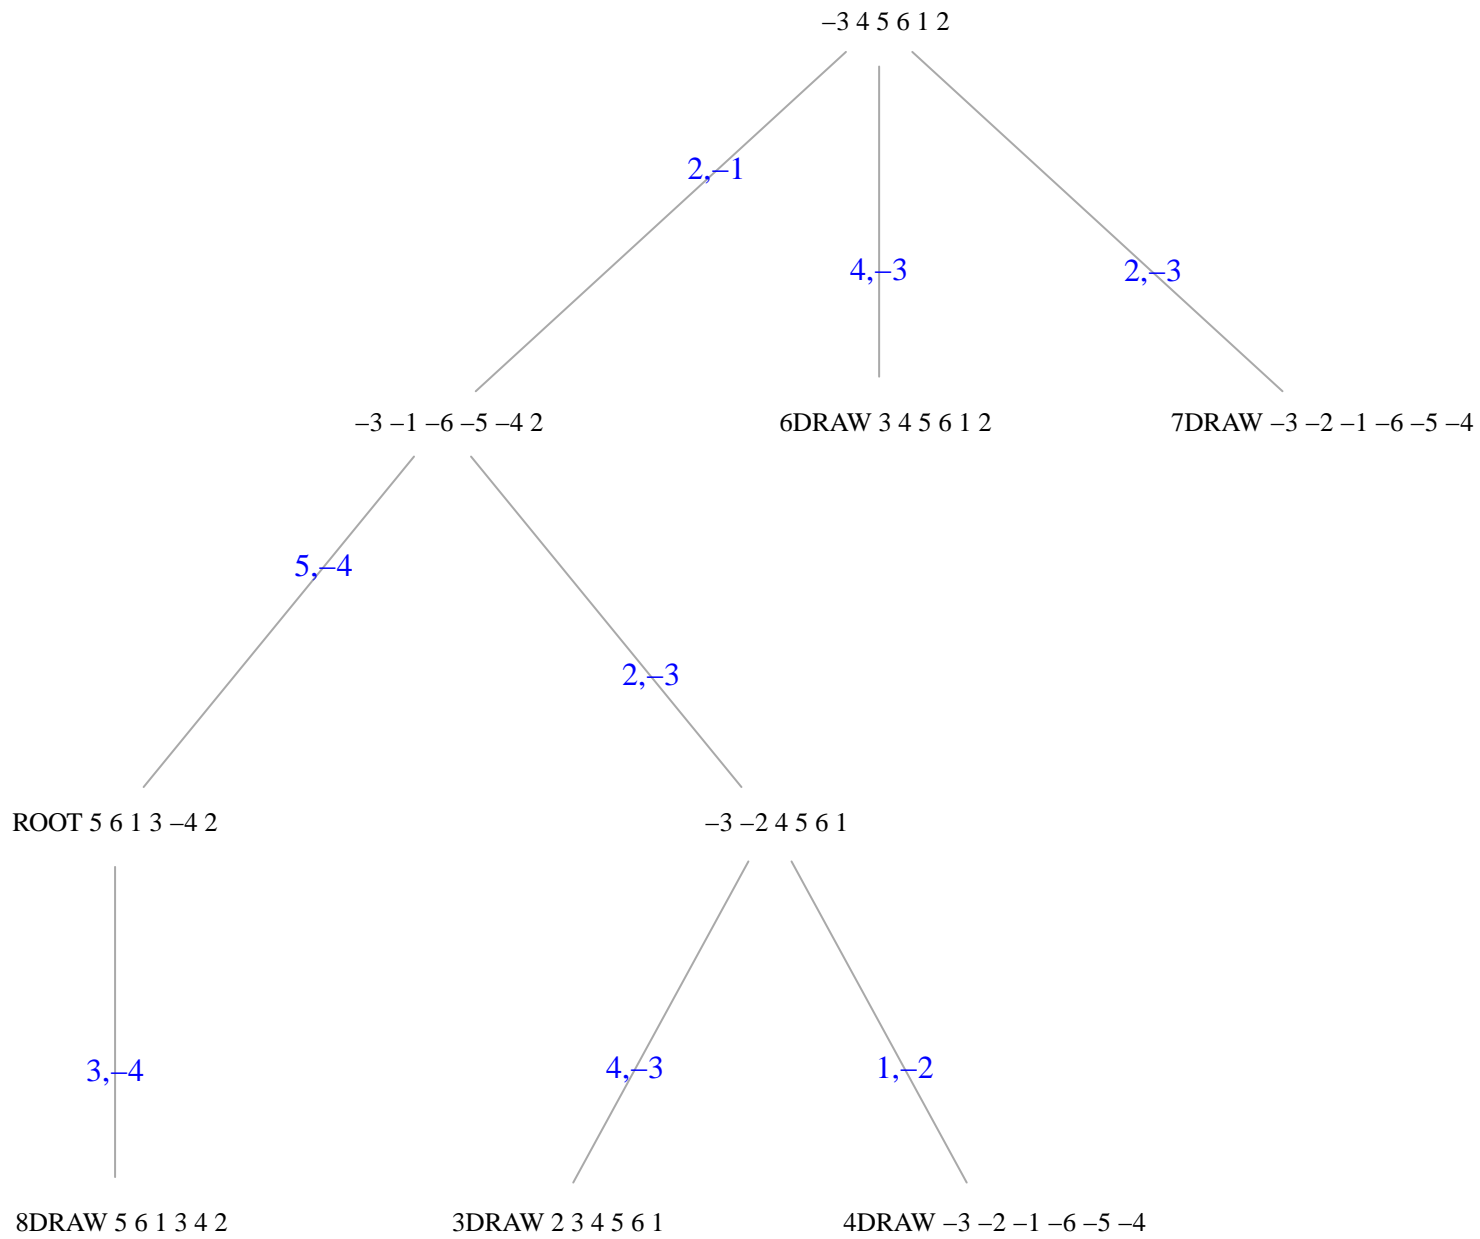 –3 4 5 6 1 2
2,–1
4,–3
2,–3
–3 –1 –6 –5 –4 2
6DRAW 3 4 5 6 1 2
7DRAW –3 –2 –1 –6 –5 –4
5,–4
2,–3
ROOT 5 6 1 3 –4 2
–3 –2 4 5 6 1
3,–4
4,–3
1,–2
8DRAW 5 6 1 3 4 2
3DRAW 2 3 4 5 6 1
4DRAW –3 –2 –1 –6 –5 –4